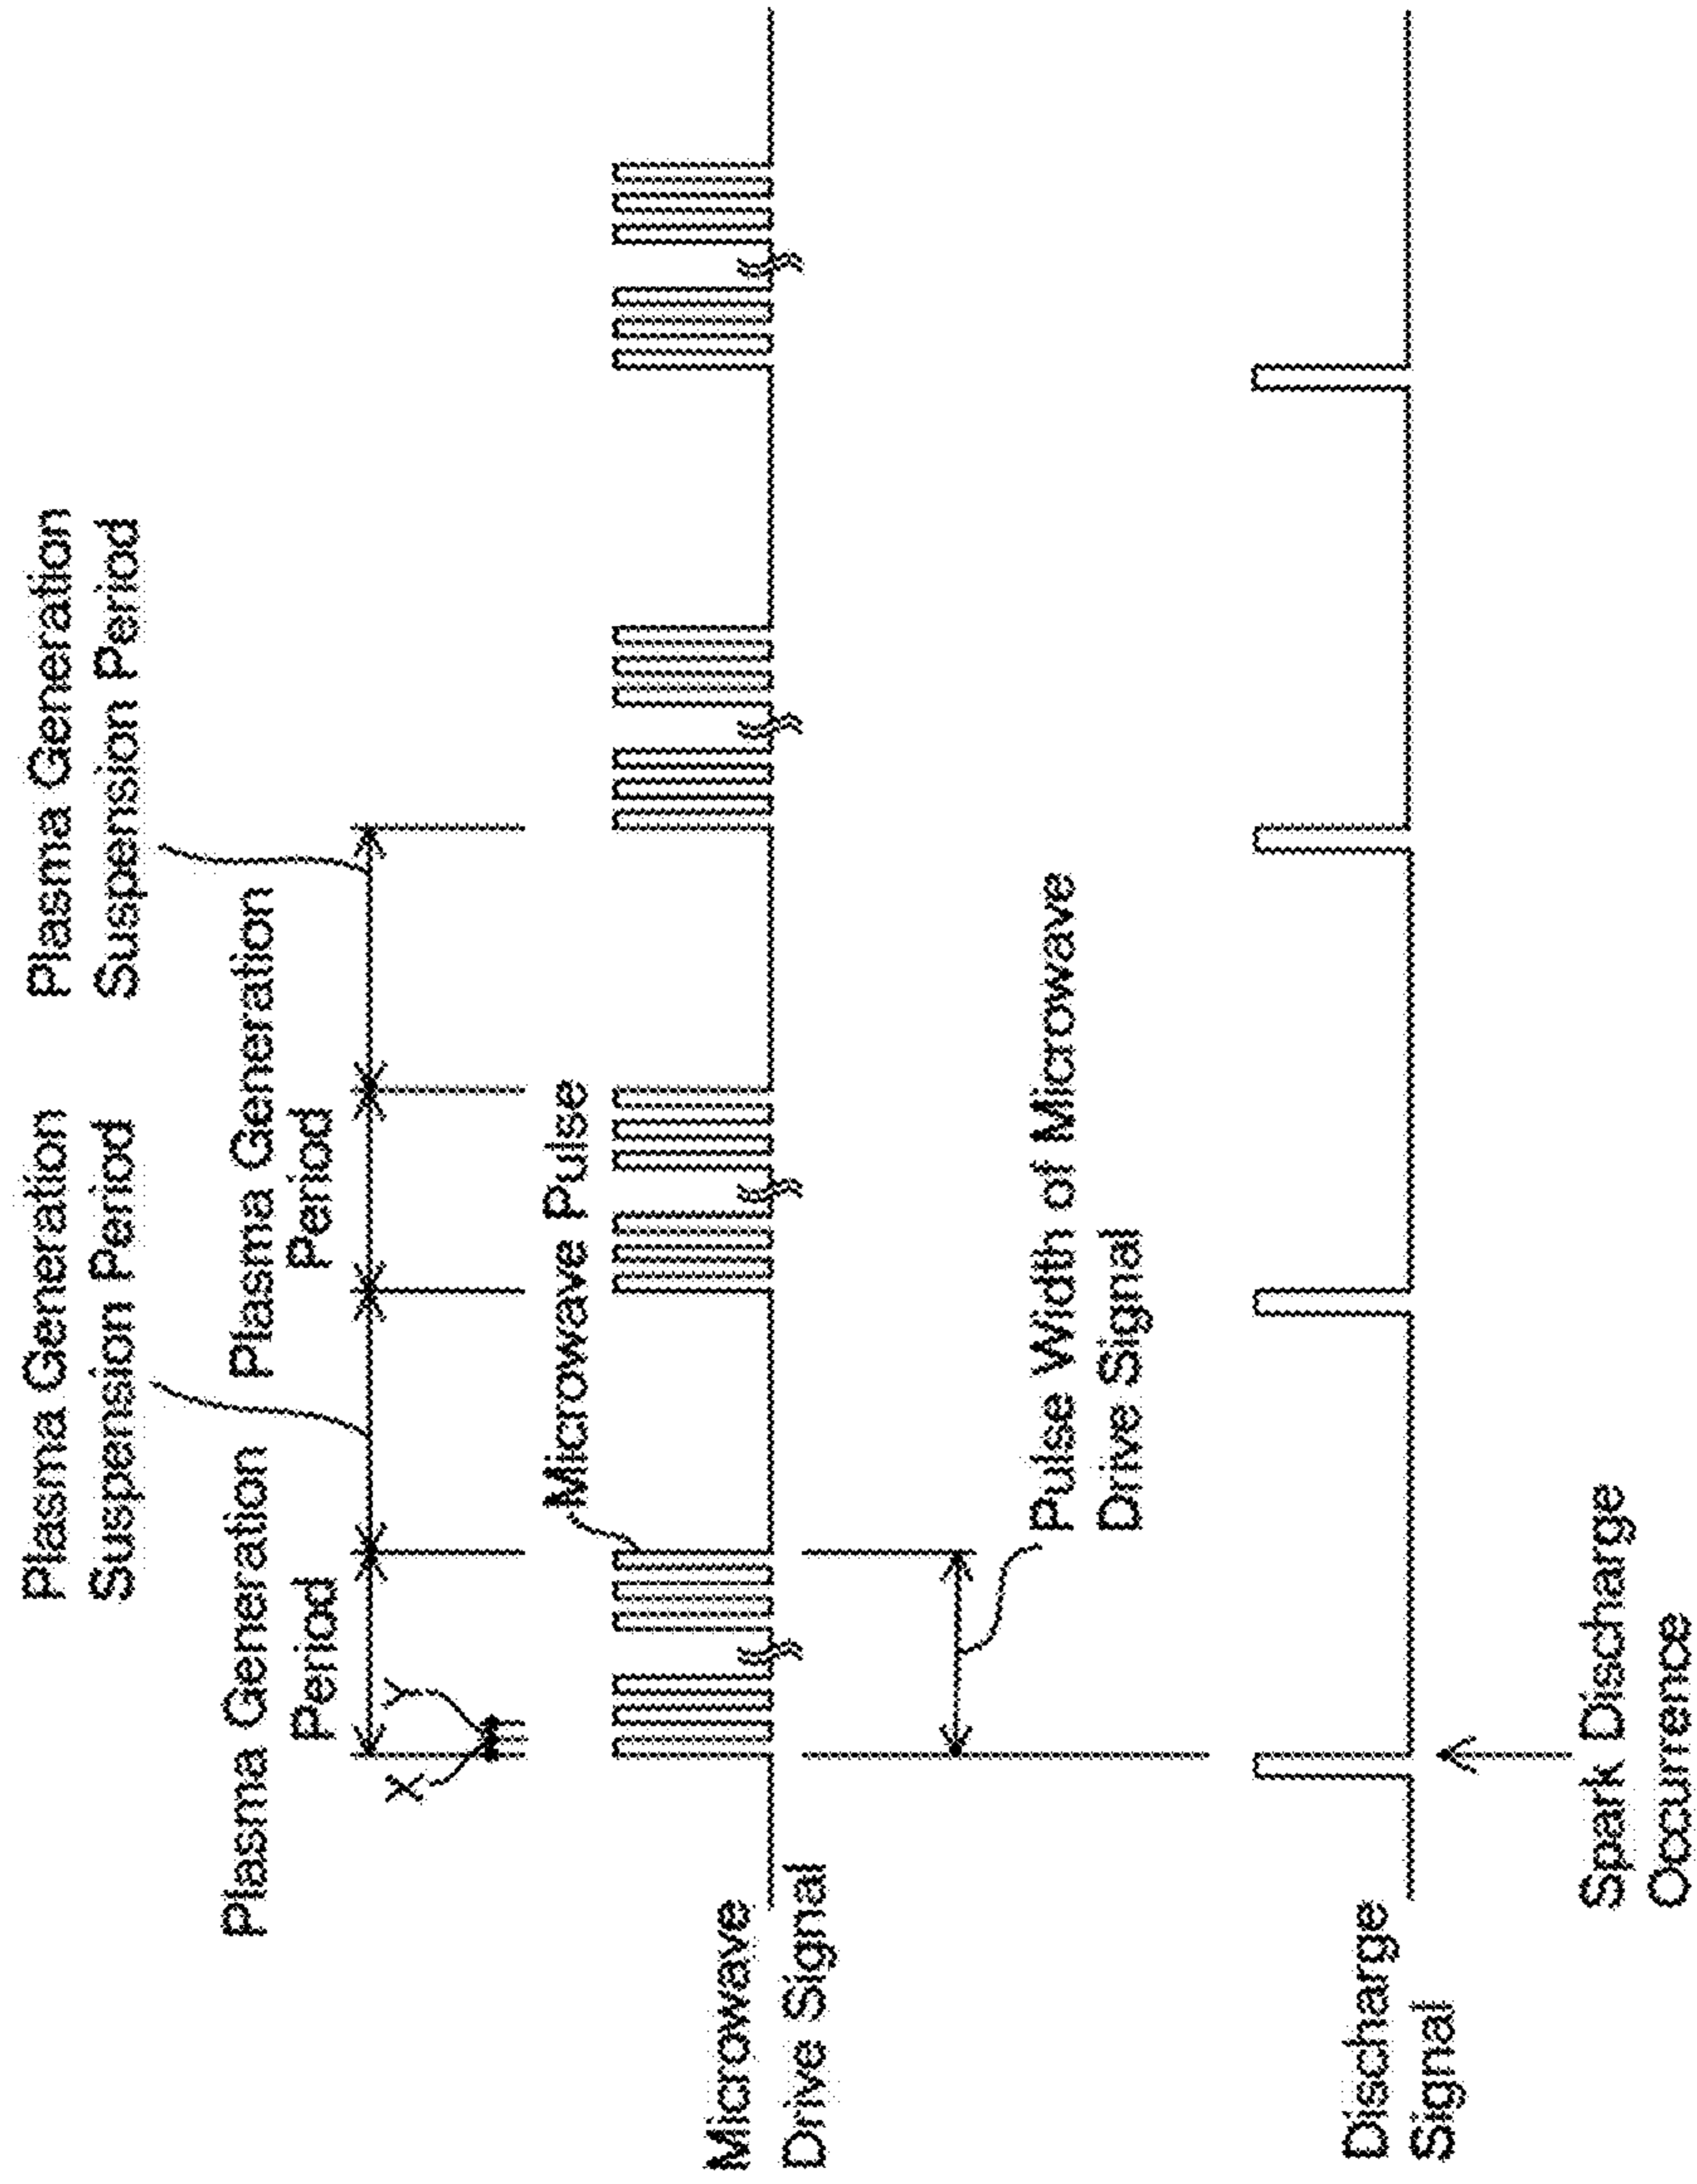 Plasma Generation
Suspension Period
Plasma Generation
Suspension Period
Plasma Generation
Period
Plasma Generation
Period
X
Y
Microwave Pulse
Microwave
Drive Signal
Pulse Width of Microwave
Drive Signal
Discharge
Signal
Spark Discharge
Occurrence